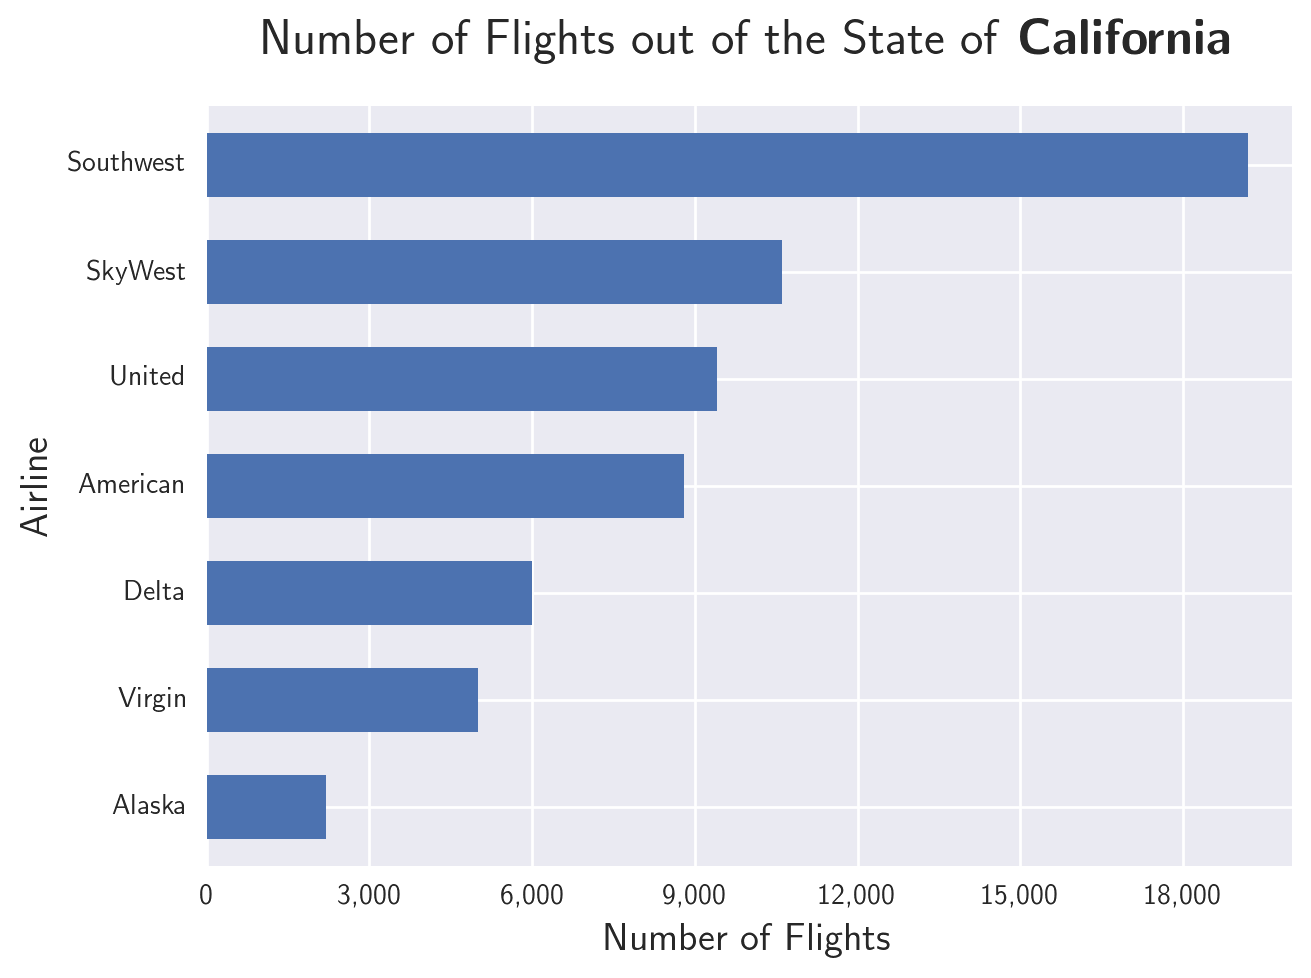 Number of Flights out of the State of California
Southwest
SkyWest
United
American
Delta
Virgin
Alaska
Airline
0 3,000 6,000 9,000 12,000 15,000 18,000
Number of Flights